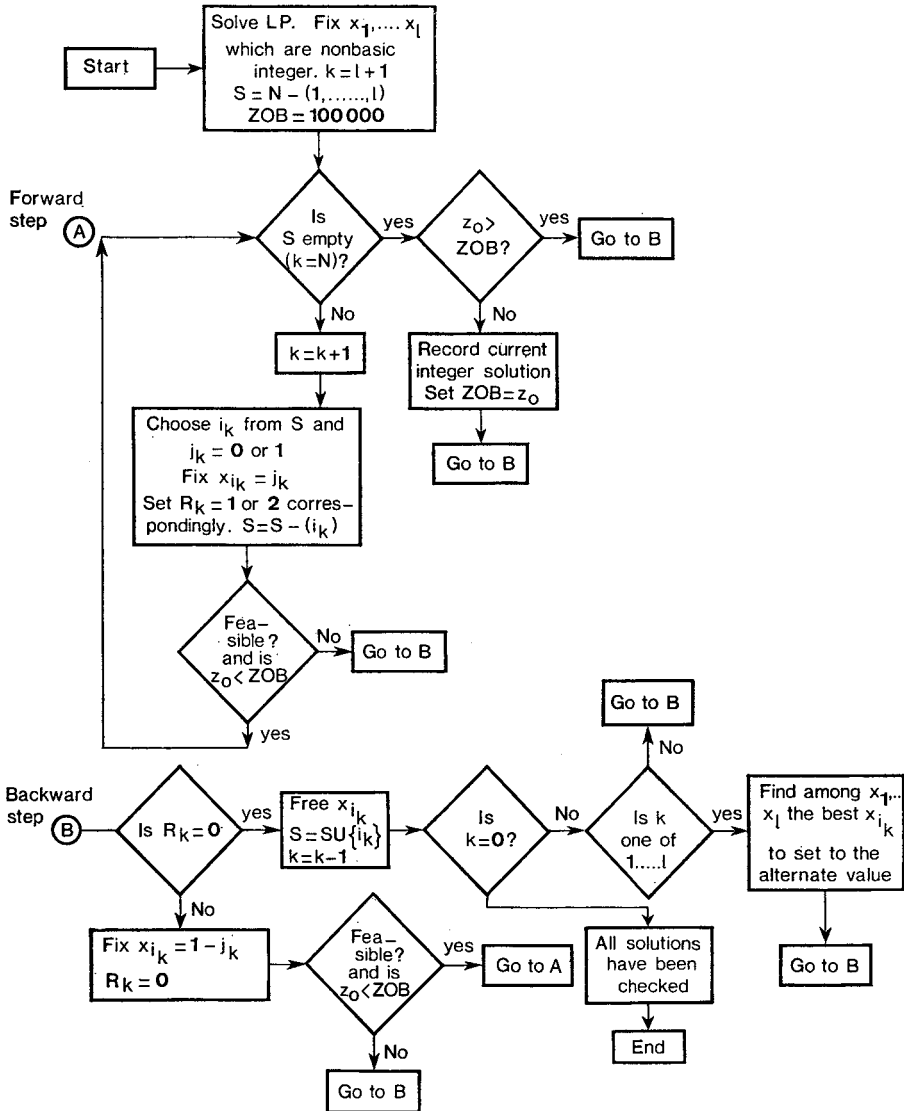 Start
Solve LP. Fix x1,.... xl
which are nonbasic
integer. k=l+1
S=N-(1,......,l)
ZOB=100000
Forward
step
A
Is
S empty
(k=N)?
yes
zo>
ZOB?
yes
Go to B
No
k=k+1
No
Record current
integer solution
Set ZOB=zo
Go to B
Choose ik from S and
jk=0 or 1
Fix xik=jk
Set Rk=1 or 2 corres-
pondingly. S=S-(ik)
Fea-
sible?
and is
zo<ZOB
No
Go to B
yes
Backward
step
B
Is Rk=0
yes
Free xik
S=SU{ik}
k=k-1
Is
k=0?
No
Is k
one of
1.....l
No
Go to B
yes
Find among x1,..
xl the best xik
to set to the
alternate value
Go to B
No
Fix xik=1-jk
Rk=0
Fea-
sible?
and is
zo<ZOB
yes
Go to A
No
Go to B
All solutions
have been
checked
End